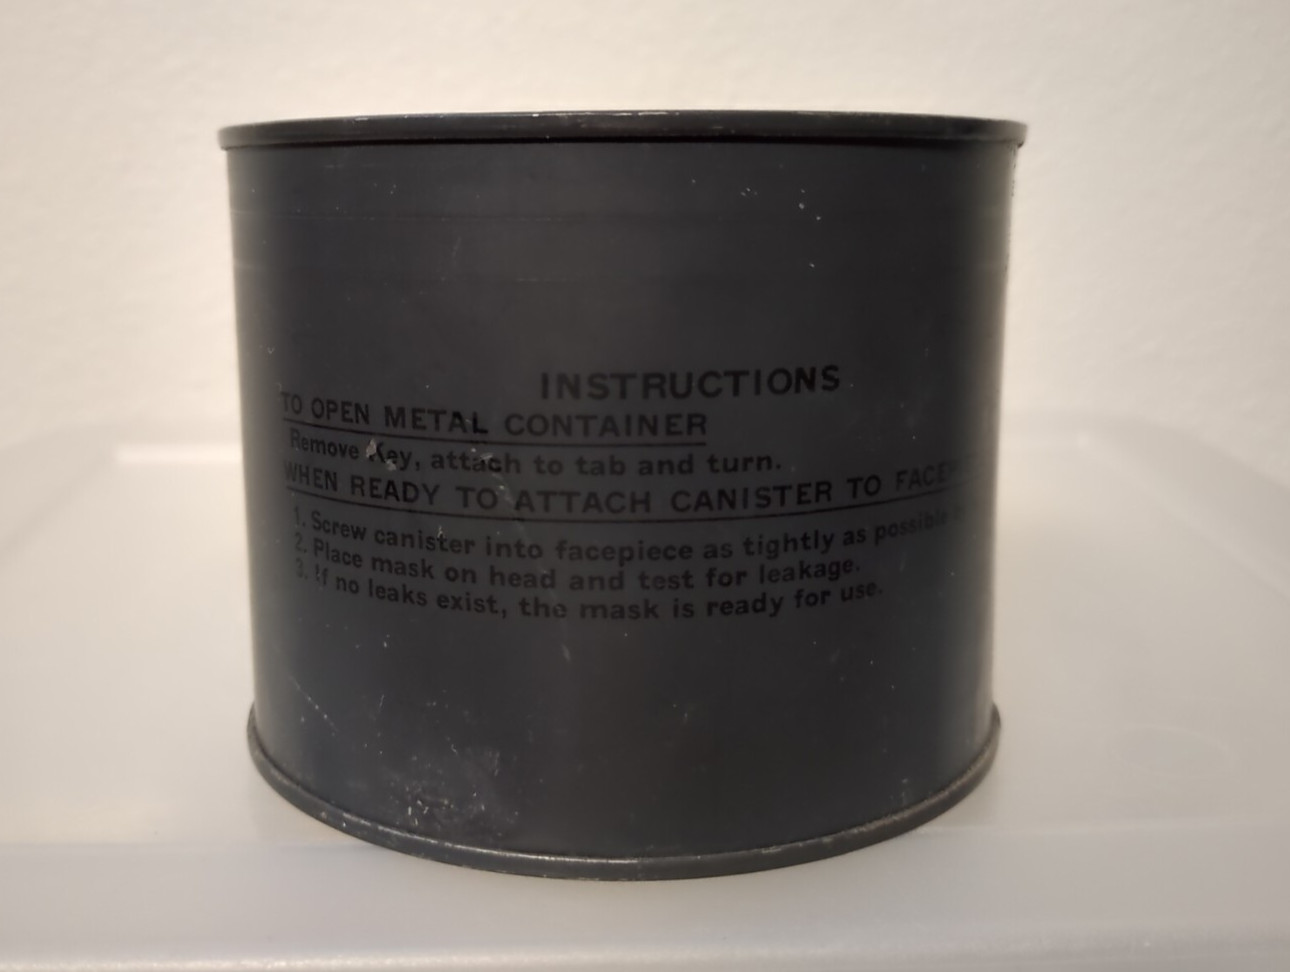 INSTRUCTIONS
TO OPEN METAL CONTAINER
Remove Key, attach to tab and turn.
WHEN READY TO ATTACH CANISTER TO
1. Screw canister into facepiece as tightly as possible
2. Place mask on head and test for leakage.
3. If no leaks exist, the mask is ready for use.